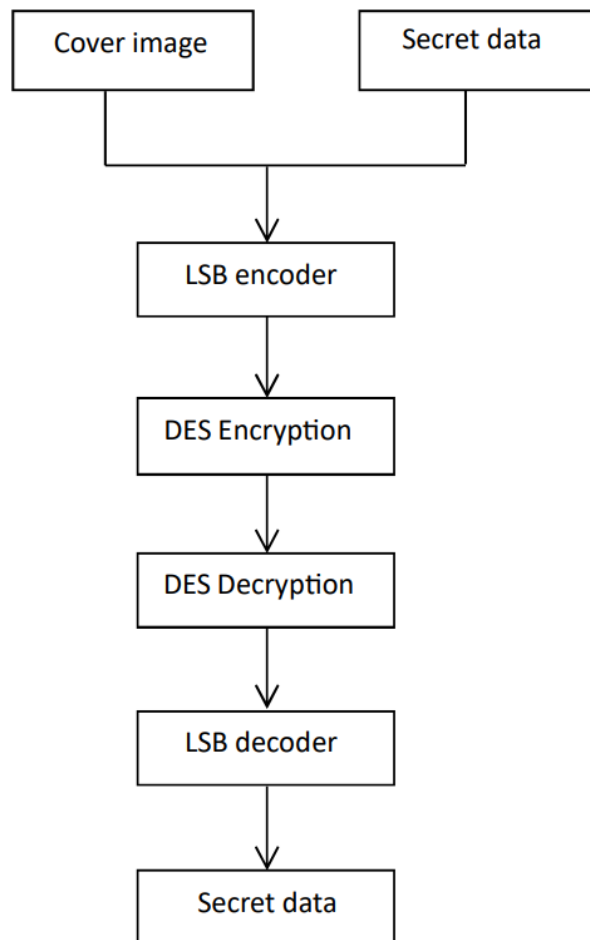 Cover image
Secret data
LSB encoder
DES Encryption
DES Decryption
LSB decoder
Secret data